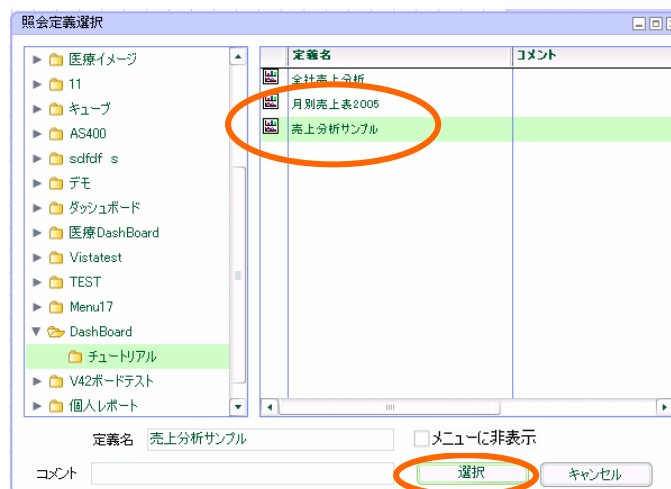 照会定義選択
医療イメージ
11
キューブ
AS400
sdfdf s
デモ
ダッシュボード
医療DashBoard
Vistatest
TEST
Menu17
DashBoard
チュートリアル
V42ボードテスト
個人レポート
定義名 コメント
全社売上分析
月別売上表2005
売上分析サンプル
定義名 売上分析サンプル メニューに非表示
コメント 選択 キャンセル